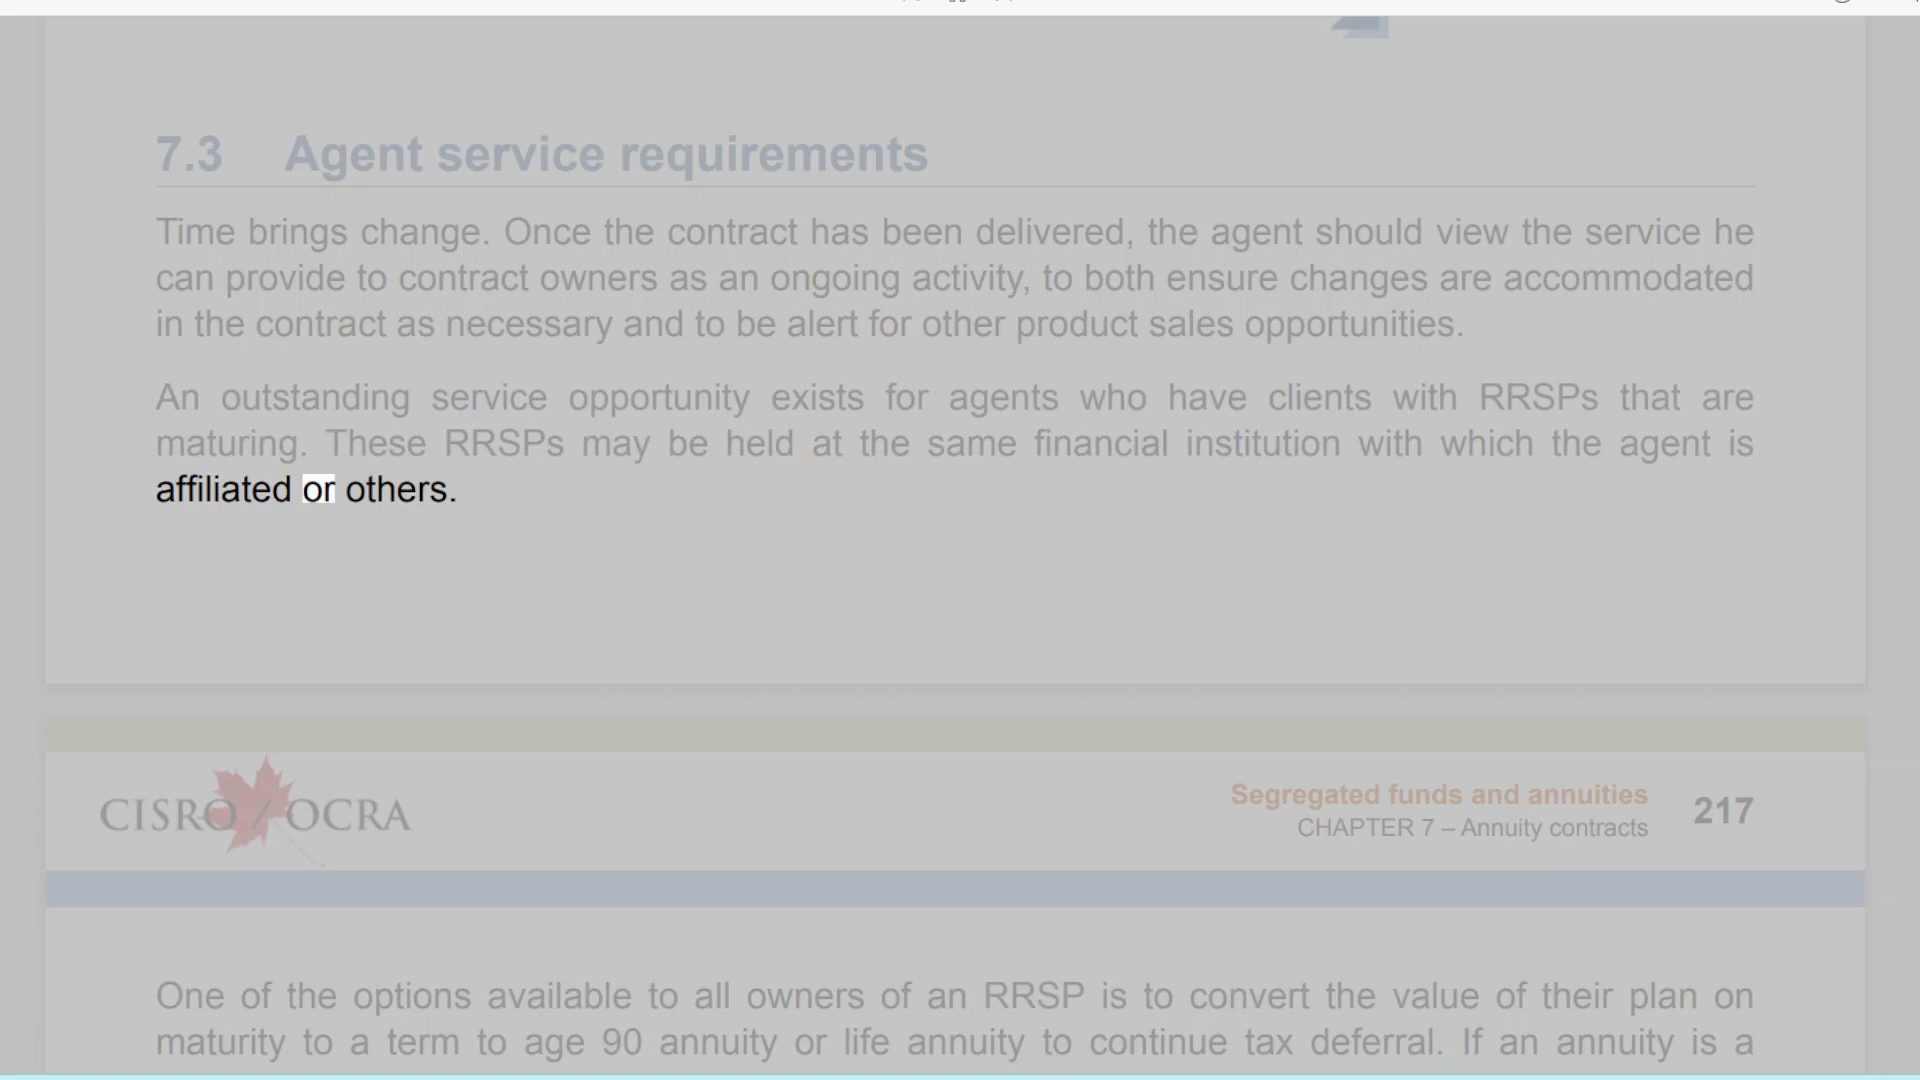 7.3 Agent service requirements
Time brings change. Once the contract has been delivered, the agent should view the service he
can provide to contract owners as an ongoing activity, to both ensure changes are accommodated
in the contract as necessary and to be alert for other product sales opportunities.
An outstanding service opportunity exists for agents who have clients with RRSPs that are
maturing. These RRSPs may be held at the same financial institution with which the agent is
affiliated or others.
CISRO / OCRA
Segregated funds and annuities
CHAPTER 7 – Annuity contracts
217
One of the options available to all owners of an RRSP is to convert the value of their plan on
maturity to a term to age 90 annuity or life annuity to continue tax deferral. If an annuity is a